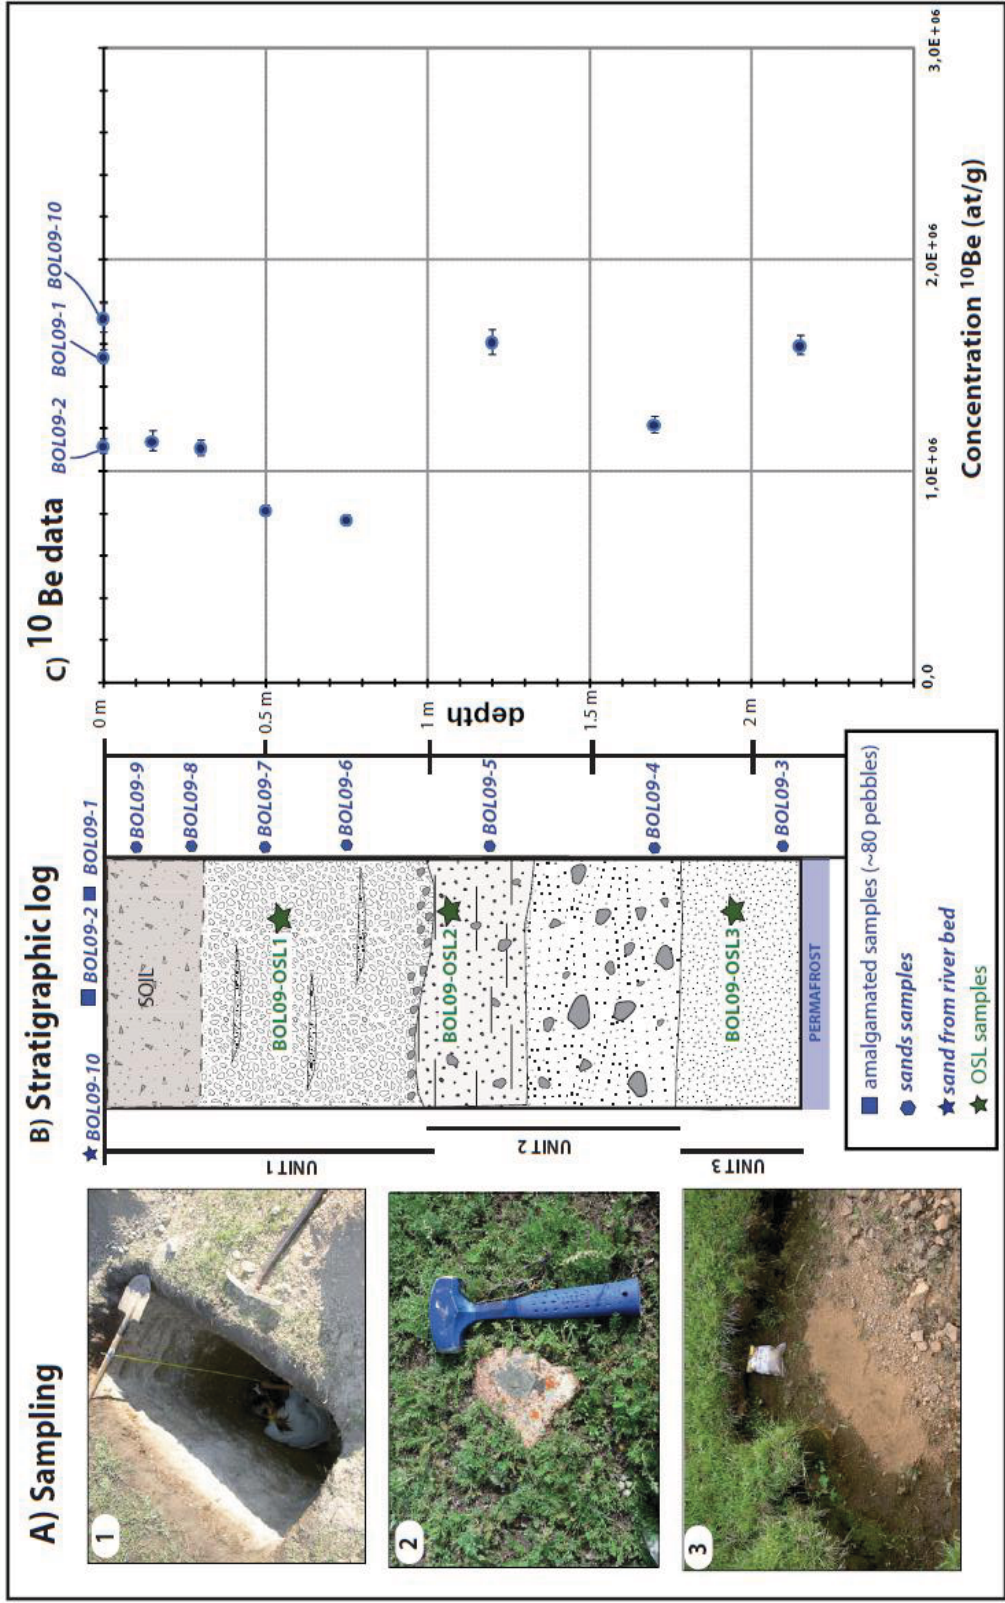 A) Sampling
1
2
3
B) Stratigraphic log
BOL09-10
BOL09-2
BOL09-1
SOIL
BOL09-OSL1
BOL09-OSL2
BOL09-OSL3
PERMAFROST
UNIT 1
UNIT 2
UNIT 3
BOL09-9
BOL09-8
BOL09-7
BOL09-6
BOL09-5
BOL09-4
BOL09-3
amalgamated samples (~80 pebbles)
sands samples
sand from river bed
OSL samples
C) 10 Be data
BOL09-2
BOL09-1
BOL09-10
0 m
0.5 m
1 m
1.5 m
2 m
depth
0,0
1,0E+06
2,0E+06
3,0E+06
Concentration 10Be (at/g)